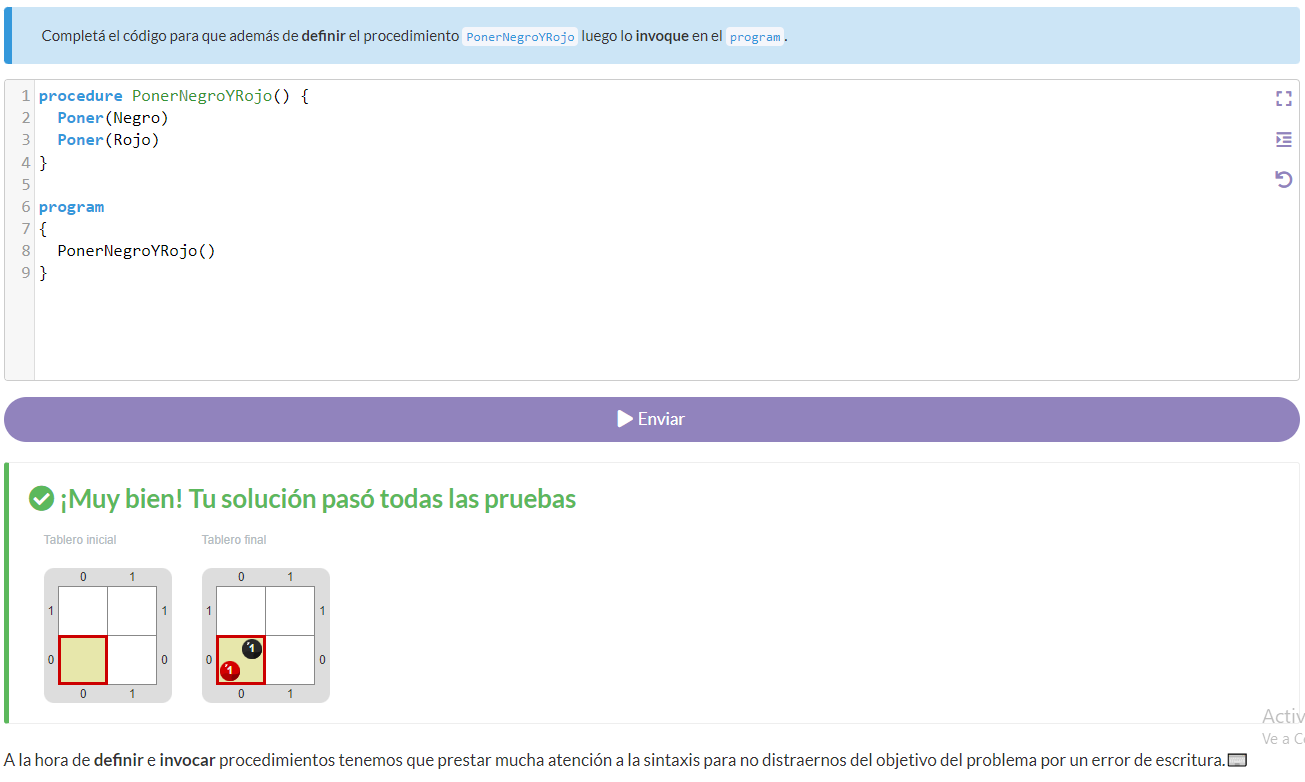 Completá el código para que además de definir el procedimiento PonerNegroYRojo luego lo invoque en el program.
1 procedure PonerNegroYRojo() {
2 Poner(Negro)
3 Poner(Rojo)
4 }
5
6 program
7 {
8 PonerNegroYRojo()
9 }
Enviar
¡Muy bien! Tu solución pasó todas las pruebas
Tablero inicial Tablero final
0 1 0 1
1 1 1 1
1
0 0 0 1 0
0 1 0 1
Activ
Ve a C
A la hora de definir e invocar procedimientos tenemos que prestar mucha atención a la sintaxis para no distraernos del objetivo del problema por un error de escritura.